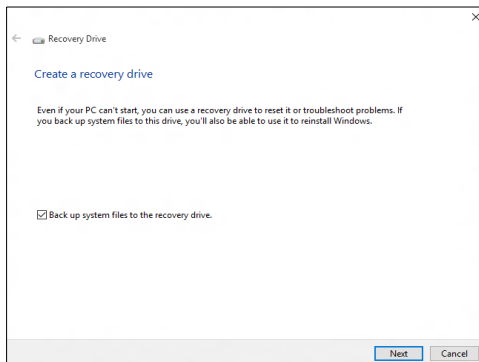 Recovery Drive
Create a recovery drive
Even if your PC can't start, you can use a recovery drive to reset it or troubleshoot problems. If
you back up system files to this drive, you'll also be able to use it to reinstall Windows.
Back up system files to the recovery drive.
Next Cancel